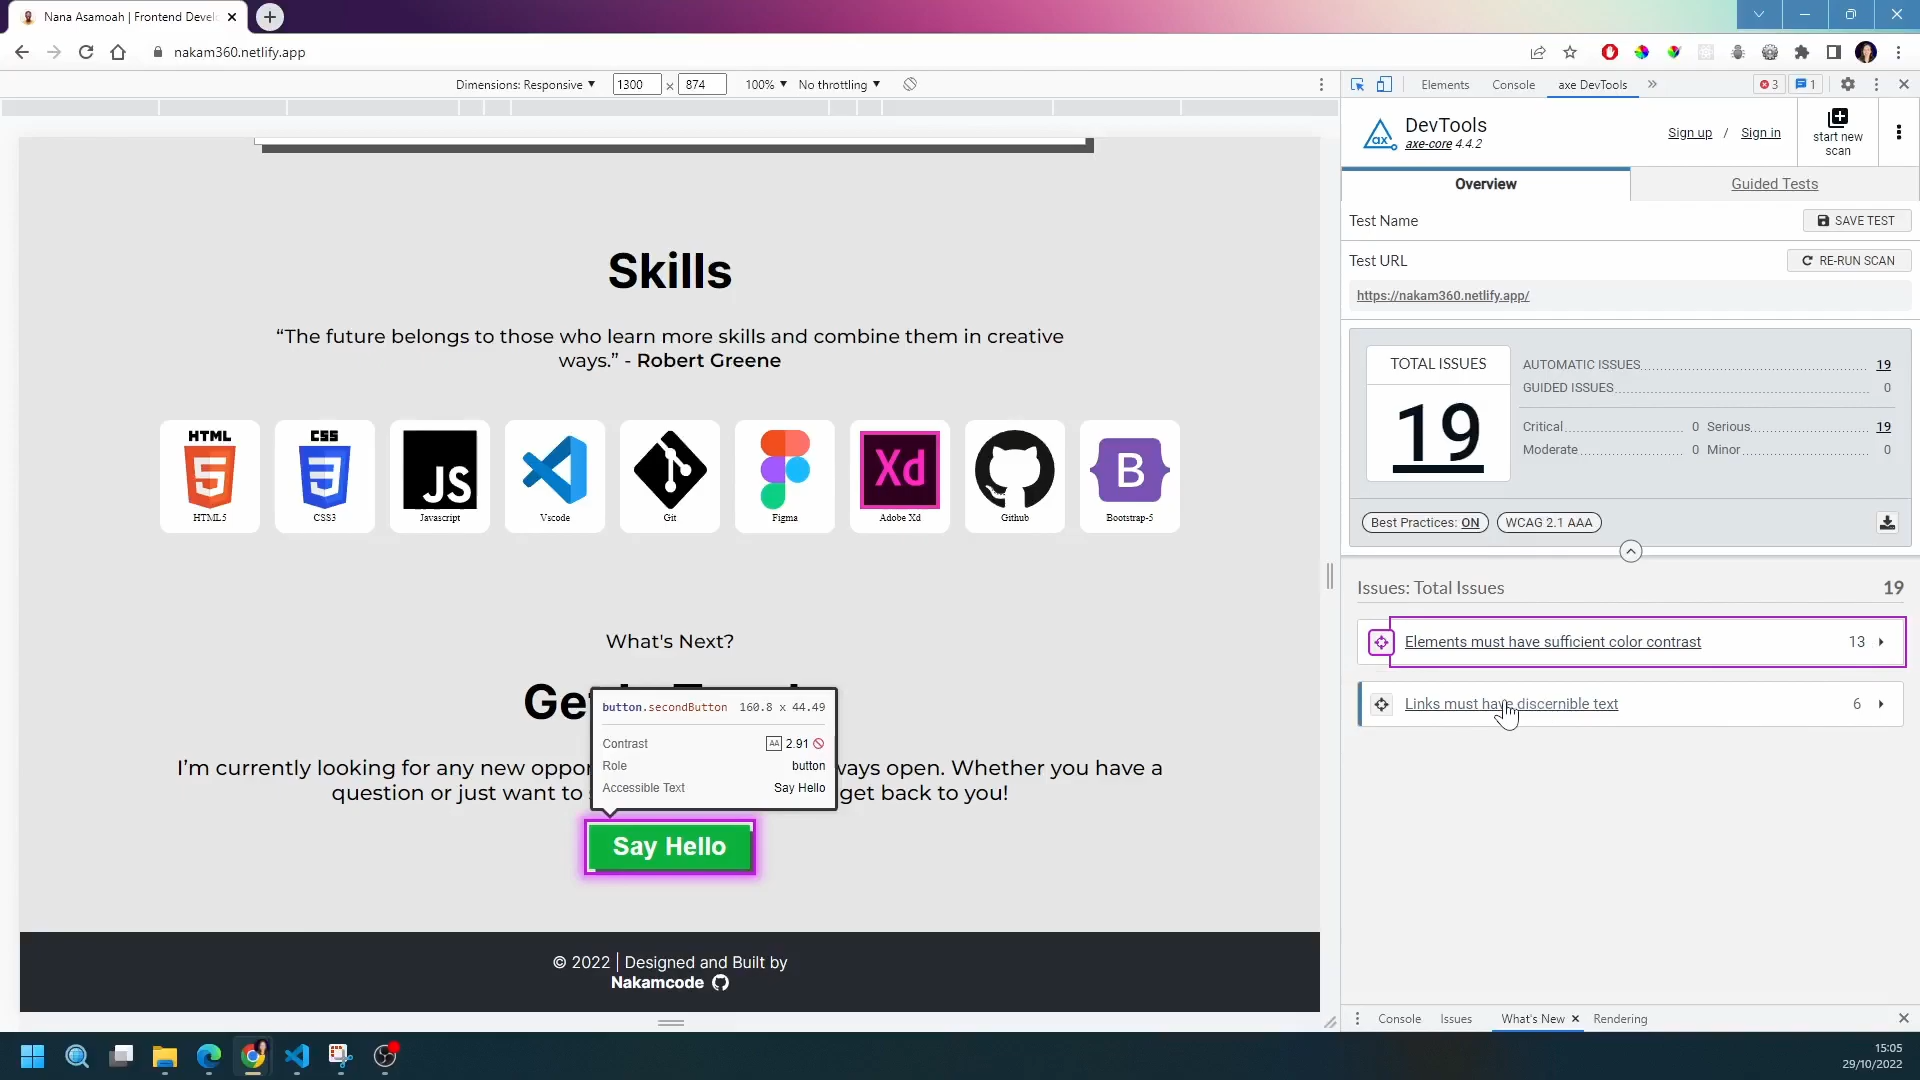 Nana Asamoah | Frontend Devel
nakam360.netlify.app
Dimensions: Responsive
1300 x 874
100%
No throttling
Elements
Console
axe DevTools
3
1
ax
DevTools
axe-core 4.4.2
Sign up / Sign in
start new
scan
Overview
Guided Tests
Test Name
SAVE TEST
Test URL
RE-RUN SCAN
https://nakam360.netlify.app/
TOTAL ISSUES
19
AUTOMATIC ISSUES 19
GUIDED ISSUES 0
Critical 0 Serious 19
Moderate 0 Minor 0
Best Practices: ON
WCAG 2.1 AAA
Issues: Total Issues 19
Elements must have sufficient color contrast 13
Links must have discernible text 6
Skills
“The future belongs to those who learn more skills and combine them in creative
ways.” - Robert Greene
HTML
5
HTML5
CSS
3
CSS3
JS
Javascript
Vscode
Git
Figma
Xd
Adobe Xd
Github
B
Bootstrap-5
What's Next?
Ge
button.secondButton 160.8 x 44.49
Contrast Aa 2.91
Role button
Accessible Text Say Hello
I’m currently looking for any new oppor ways open. Whether you have a
question or just want to get back to you!
Say Hello
© 2022 | Designed and Built by
Nakamcode
Console
Issues
What's New
Rendering
15:05
29/10/2022